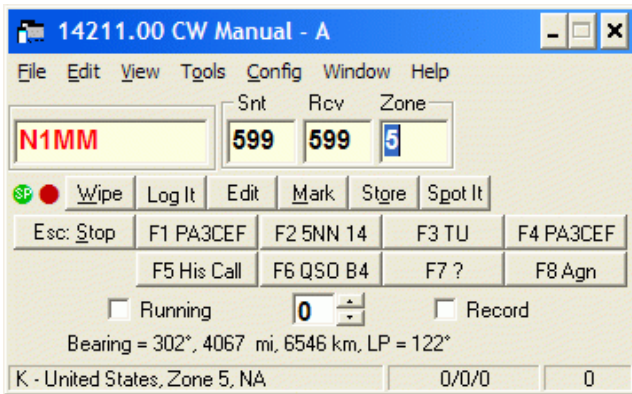 14211.00 CW Manual - A
File Edit View Tools Config Window Help
Snt Rcv Zone
N1MM 599 599 5
SP Wipe Log It Edit Mark Store Spot It
Esc: Stop F1 PA3CEF F2 5NN 14 F3 TU F4 PA3CEF
F5 His Call F6 QSO B4 F7 ? F8 Agn
Running 0 Record
Bearing = 302°, 4067 mi, 6546 km, LP = 122°
K - United States, Zone 5, NA 0/0/0 0